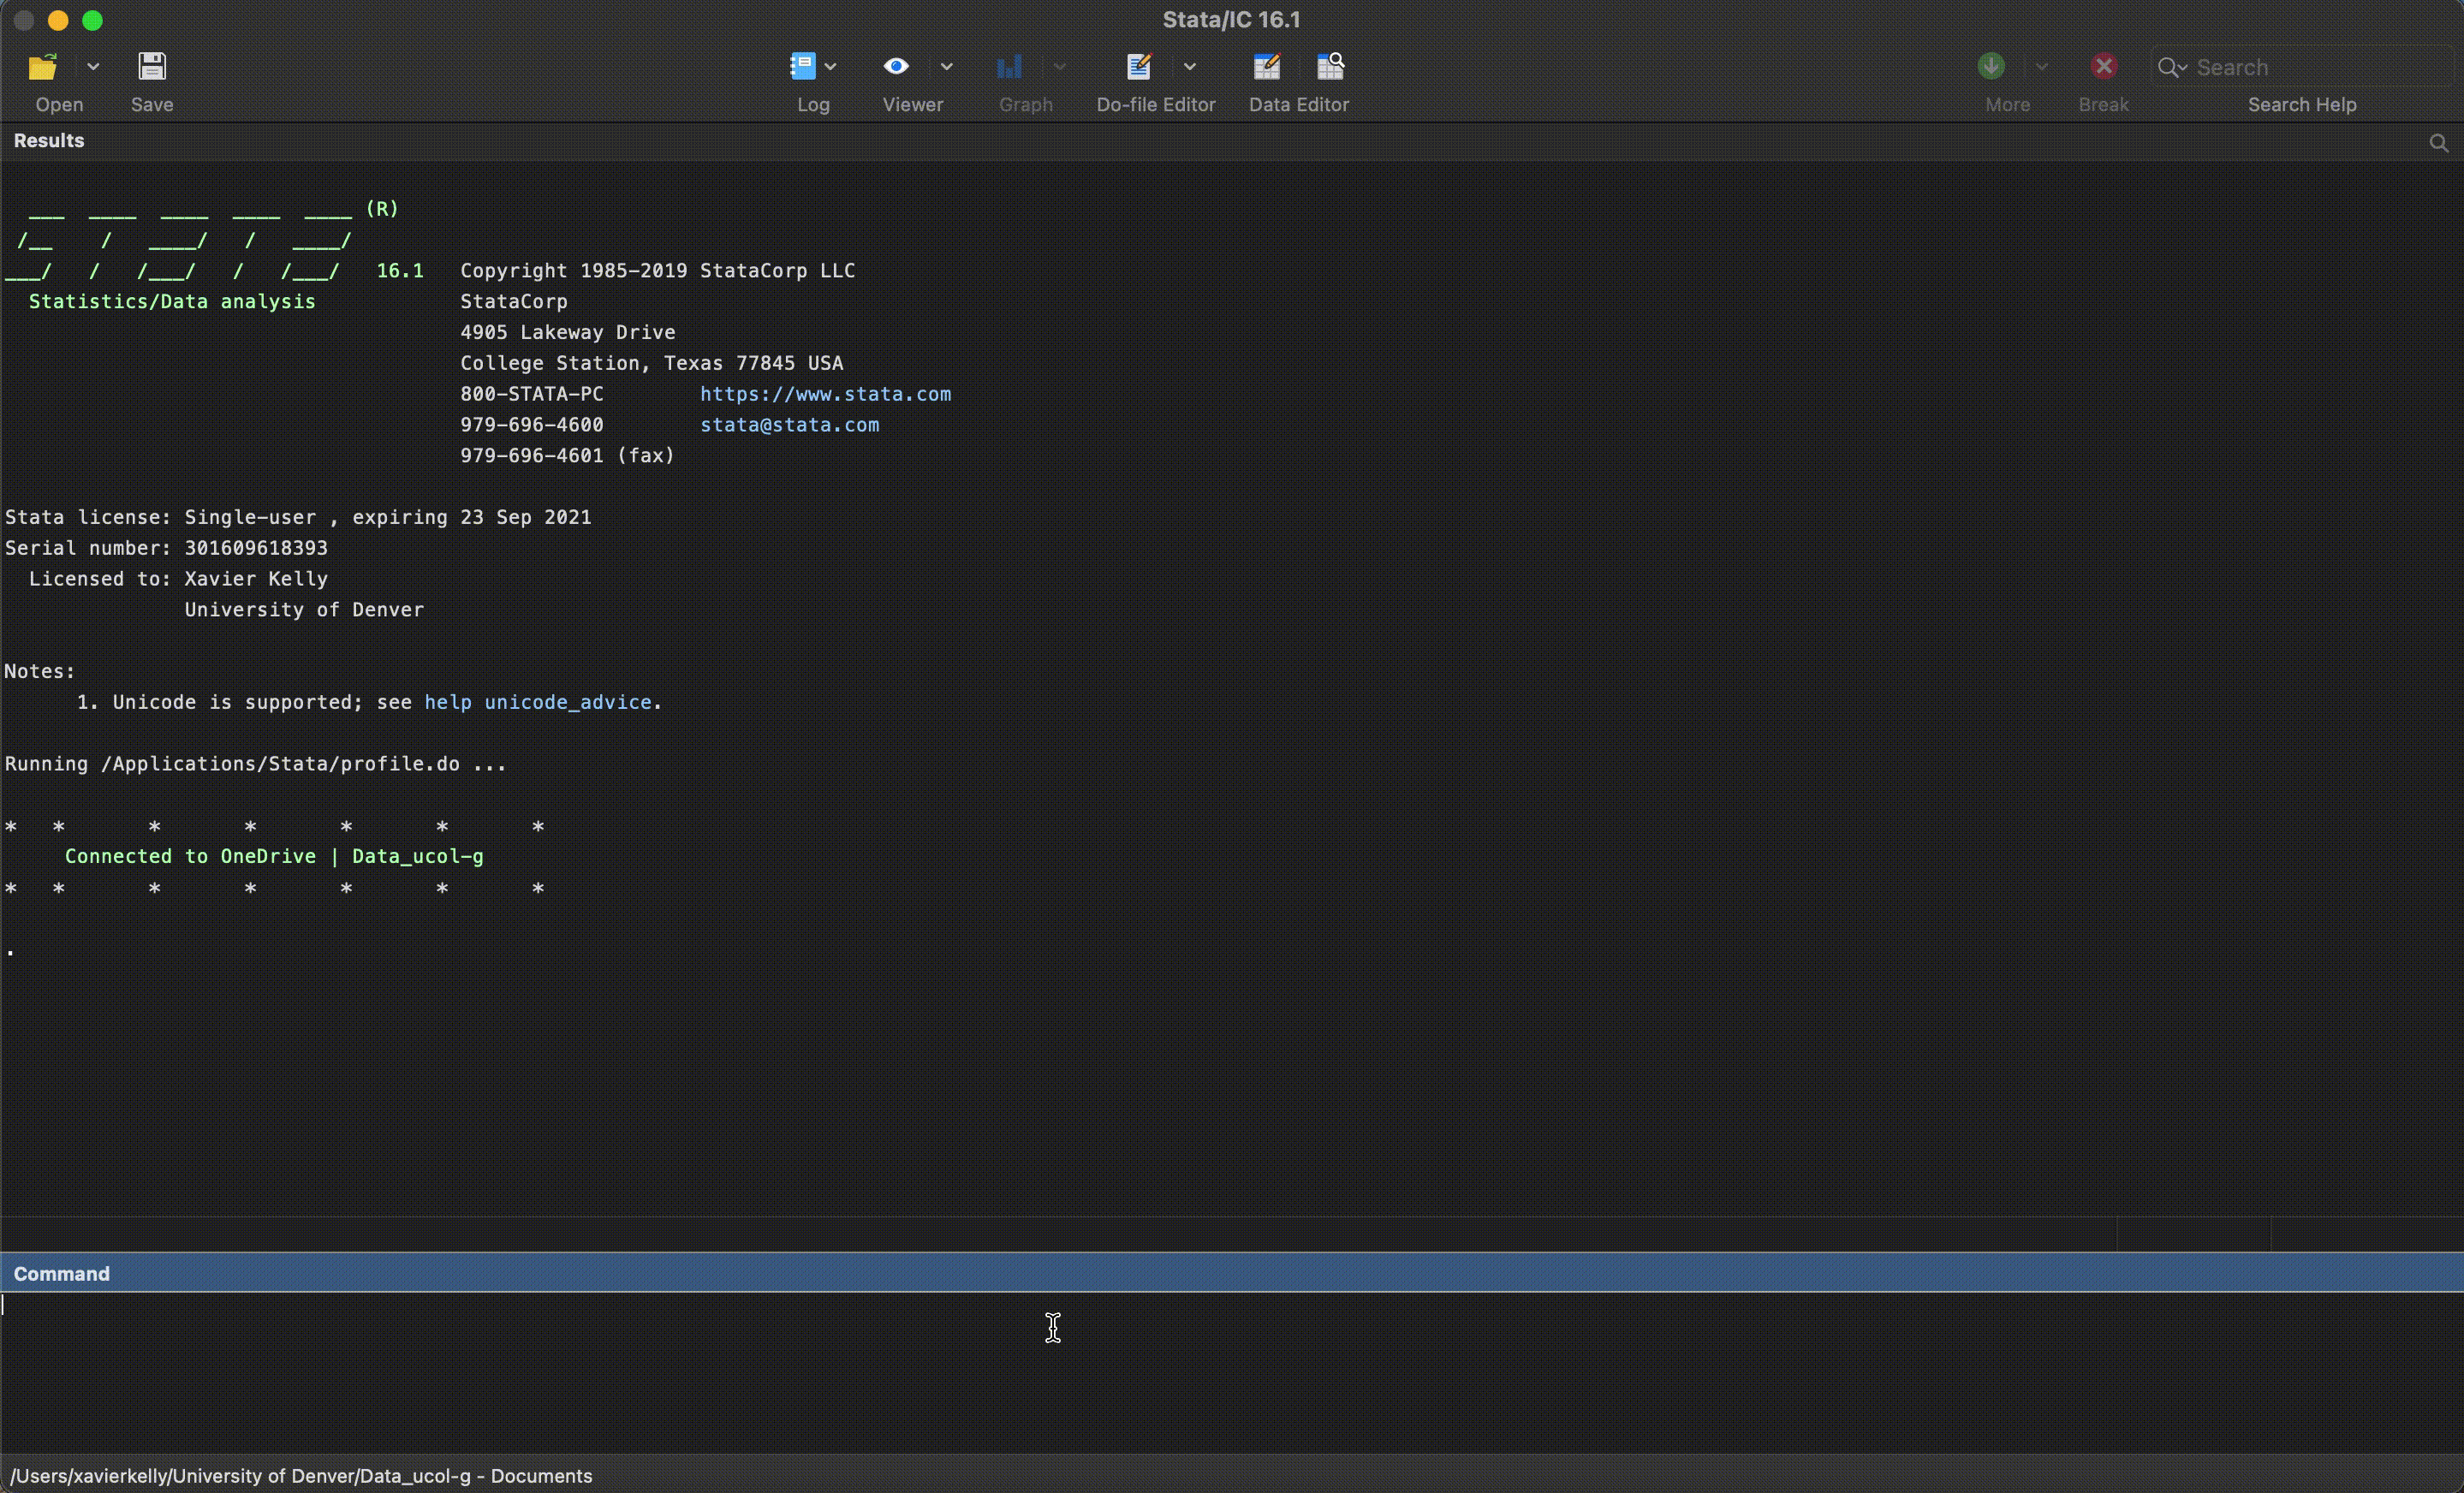 Stata/IC 16.1
Open Save Log Viewer Graph Do-file Editor Data Editor More Break Search
Search Help
Results
___  ____  ____  ____  ____ (R)
/__    /   ____/   /   ____/
___/   /   /___/   /   /___/   16.1   Copyright 1985–2019 StataCorp LLC
Statistics/Data analysis            StataCorp
4905 Lakeway Drive
College Station, Texas 77845 USA
800–STATA–PC        https://www.stata.com
979–696–4600        stata@stata.com
979–696–4601 (fax)
Stata license: Single–user , expiring 23 Sep 2021
Serial number: 301609618393
Licensed to: Xavier Kelly
University of Denver
Notes:
1. Unicode is supported; see help unicode_advice.
Running /Applications/Stata/profile.do ...
*   *       *       *       *       *       *
Connected to OneDrive | Data_ucol–g
*   *       *       *       *       *       *
.
Command
/Users/xavierkelly/University of Denver/Data_ucol-g - Documents